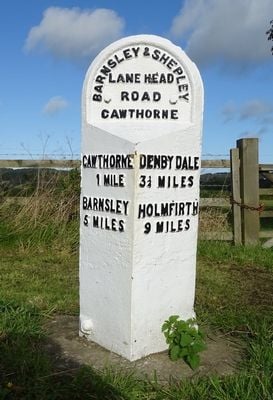 BARNSLEY & SHEPLEY
LANE HEAD
ROAD
CAWTHORNE
CAWTHORNE
1 MILE
BARNSLEY
5 MILES
DENBY DALE
3½ MILES
HOLMFIRTH
9 MILES